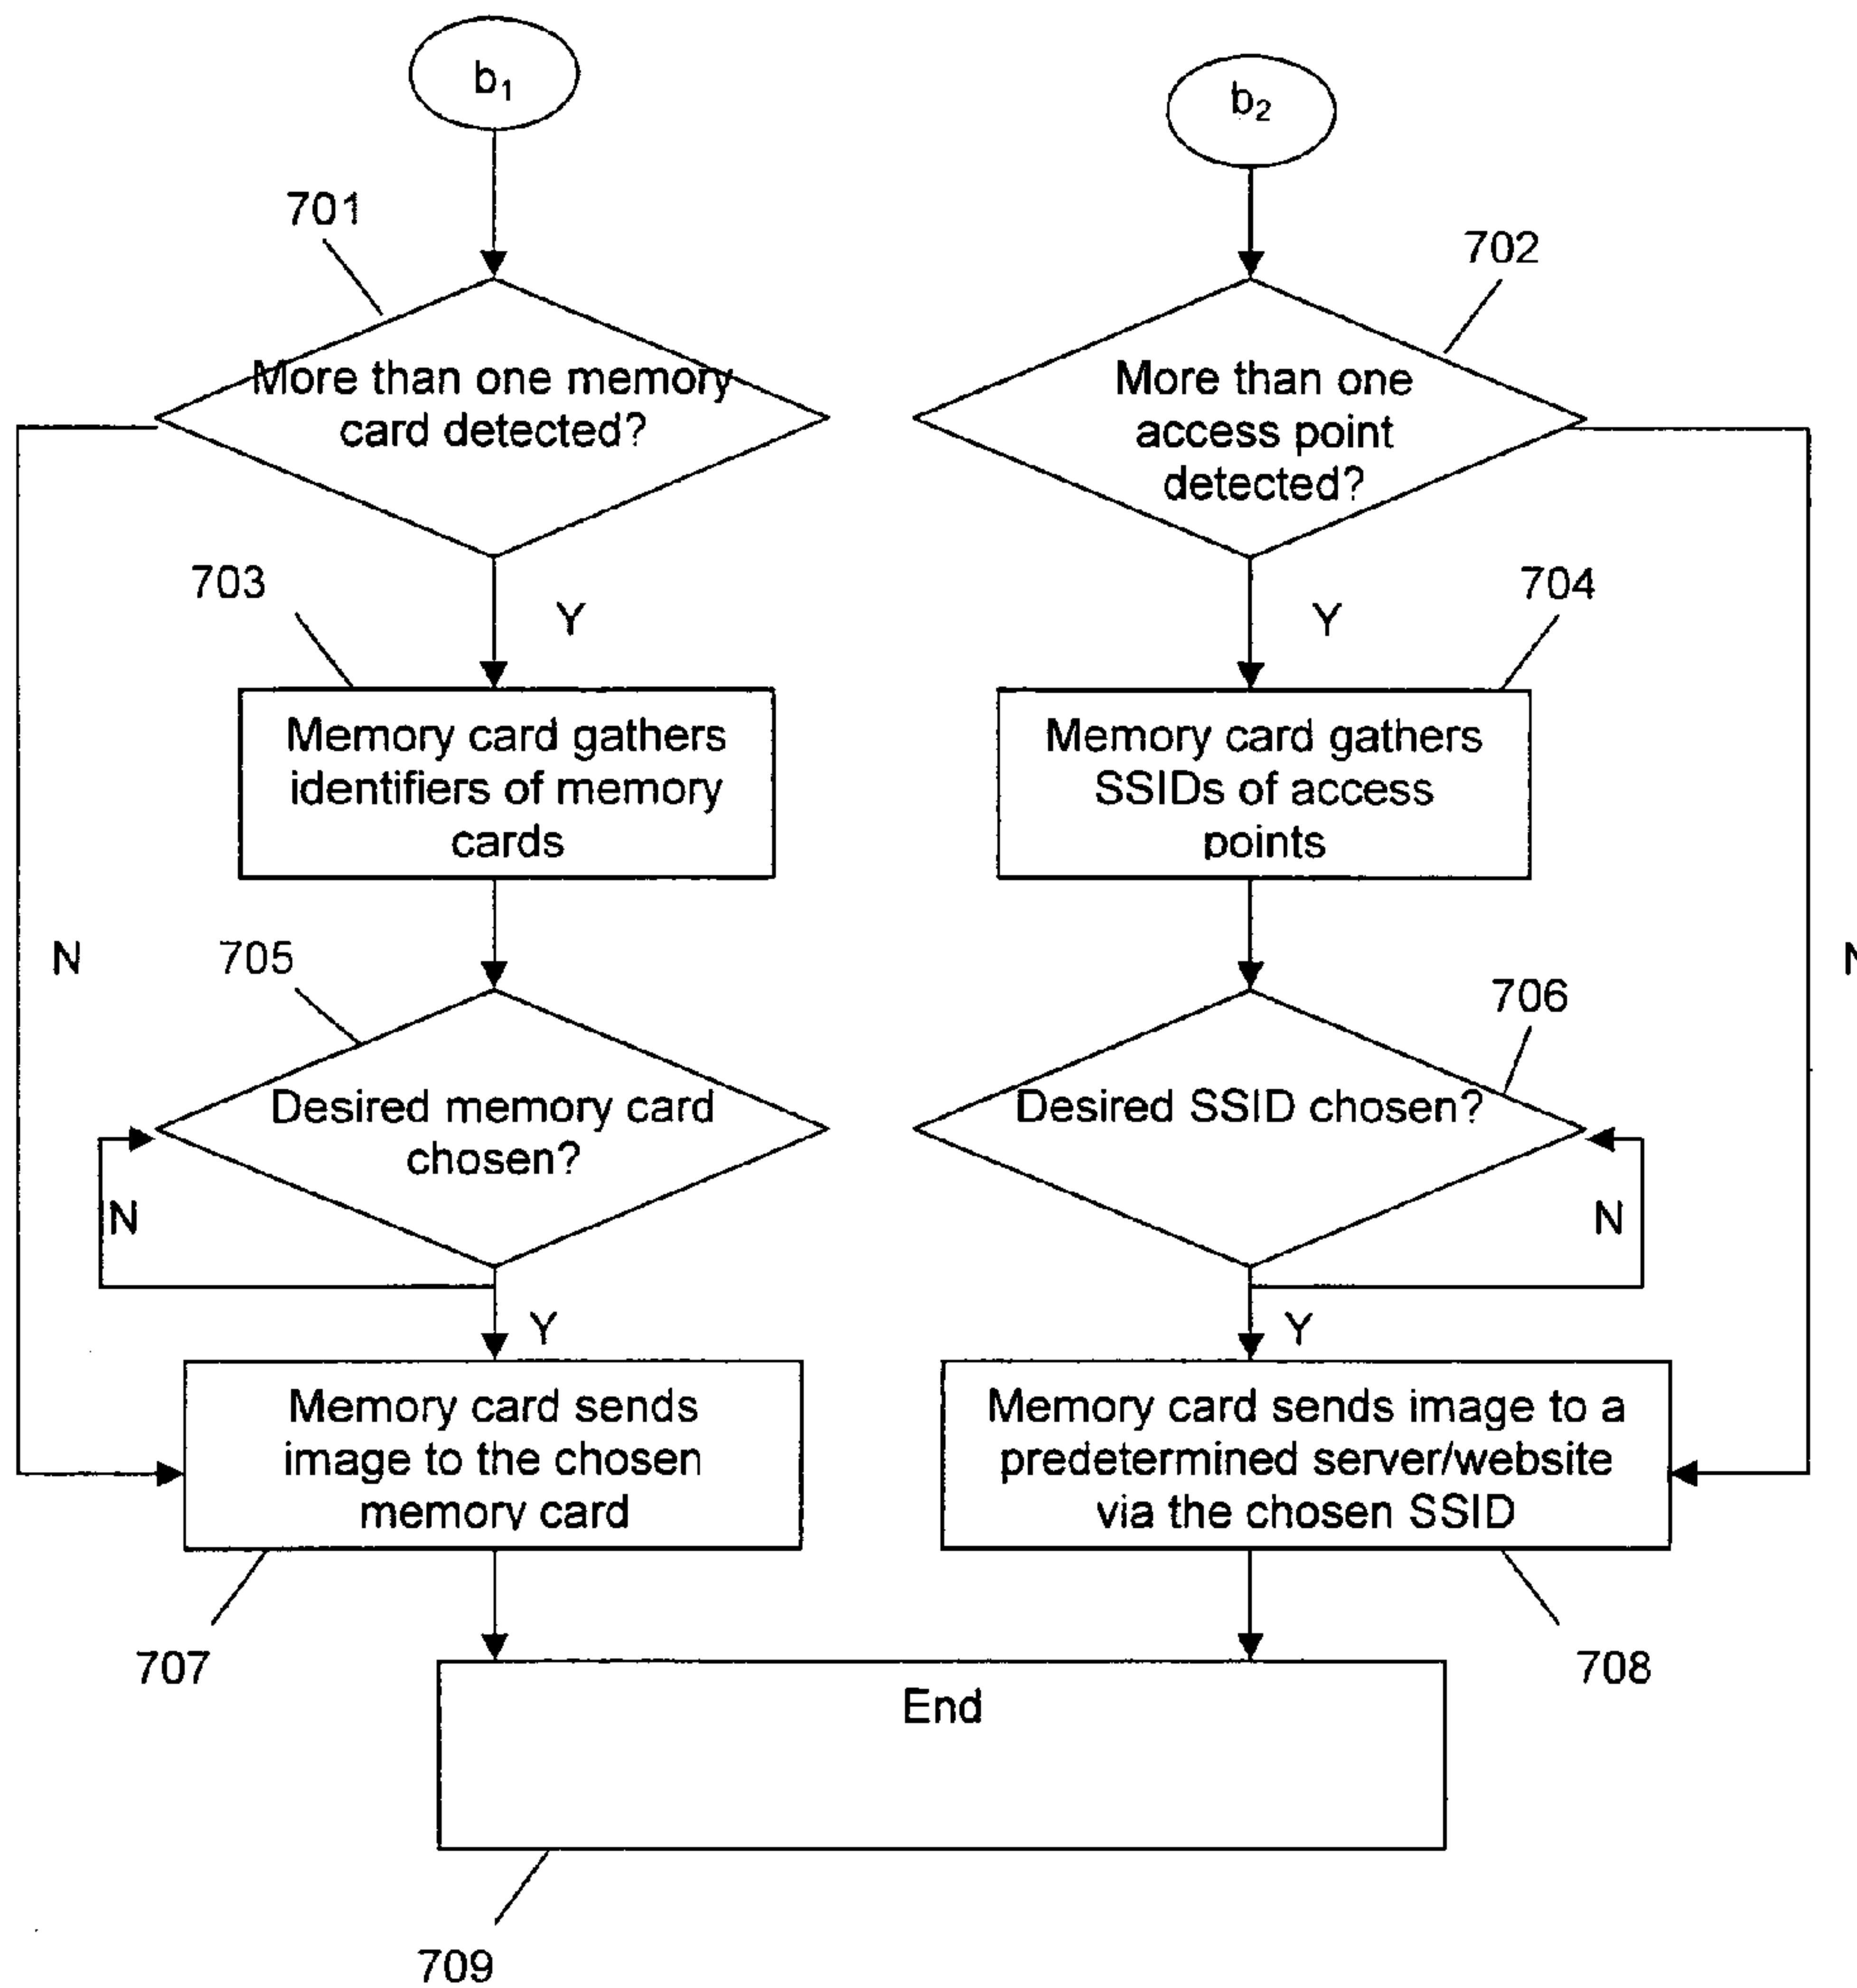 b1
b2
701
702
More than one memory
card detected?
More than one
access point
detected?
703
Y
704
Y
Memory card gathers
identifiers of memory
cards
Memory card gathers
SSIDs of access
points
N
705
N
706
Desired memory card
chosen?
Desired SSID chosen?
N
N
Y
Y
Memory card sends
image to the chosen
memory card
Memory card sends image to a
predetermined server/website
via the chosen SSID
707
708
End
709